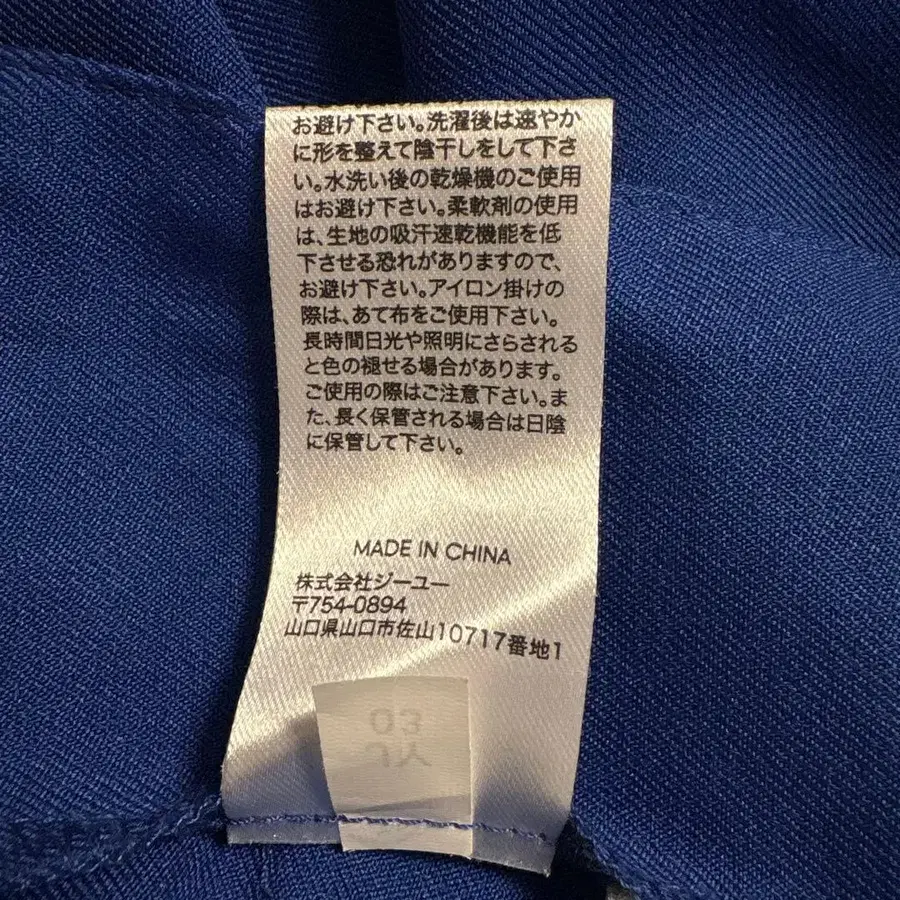 お避け下さい。洗濯後は速やか
に形を整えて陰干しをして下さ
い。水洗い後の乾燥機のご使用
はお避け下さい。柔軟剤の使用
は、生地の吸汗速乾機能を低
下させる恐れがありますので、
お避け下さい。アイロン掛けの
際は、あて布をご使用下さい。
長時間日光や照明にさらされる
と色の褪せる場合があります。
ご使用の際はご注意下さい。ま
た、長く保管される場合は日陰
に保管して下さい。
MADE IN CHINA
株式会社ジーユー
〒754-0894
山口県山口市佐山10717番地1